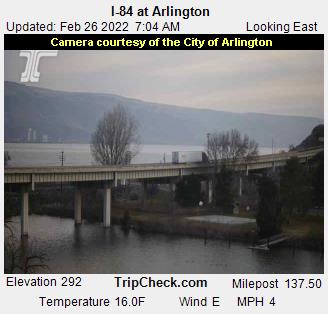 I-84 at Arlington
Updated: Feb 26 2022 7:04 AM Looking East
Camera courtesy of the City of Arlington
Elevation 292 TripCheck.com Milepost 137.50
Temperature 16.0F Wind E MPH 4